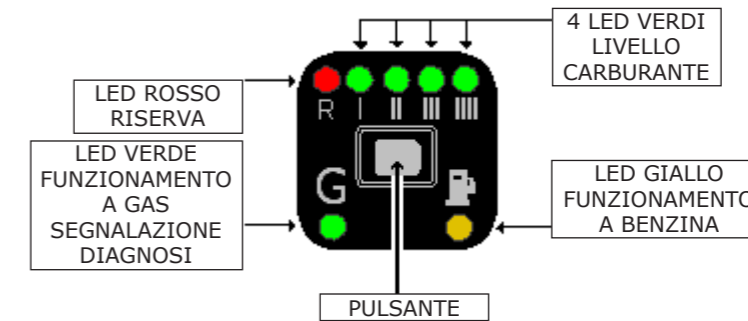 4 LED VERDI
LIVELLO
CARBURANTE
LED ROSSO
RISERVA
R I II III IIII
LED VERDE
FUNZIONAMENTO
A GAS
SEGNALAZIONE
DIAGNOSI
G
LED GIALLO
FUNZIONAMENTO
A BENZINA
PULSANTE